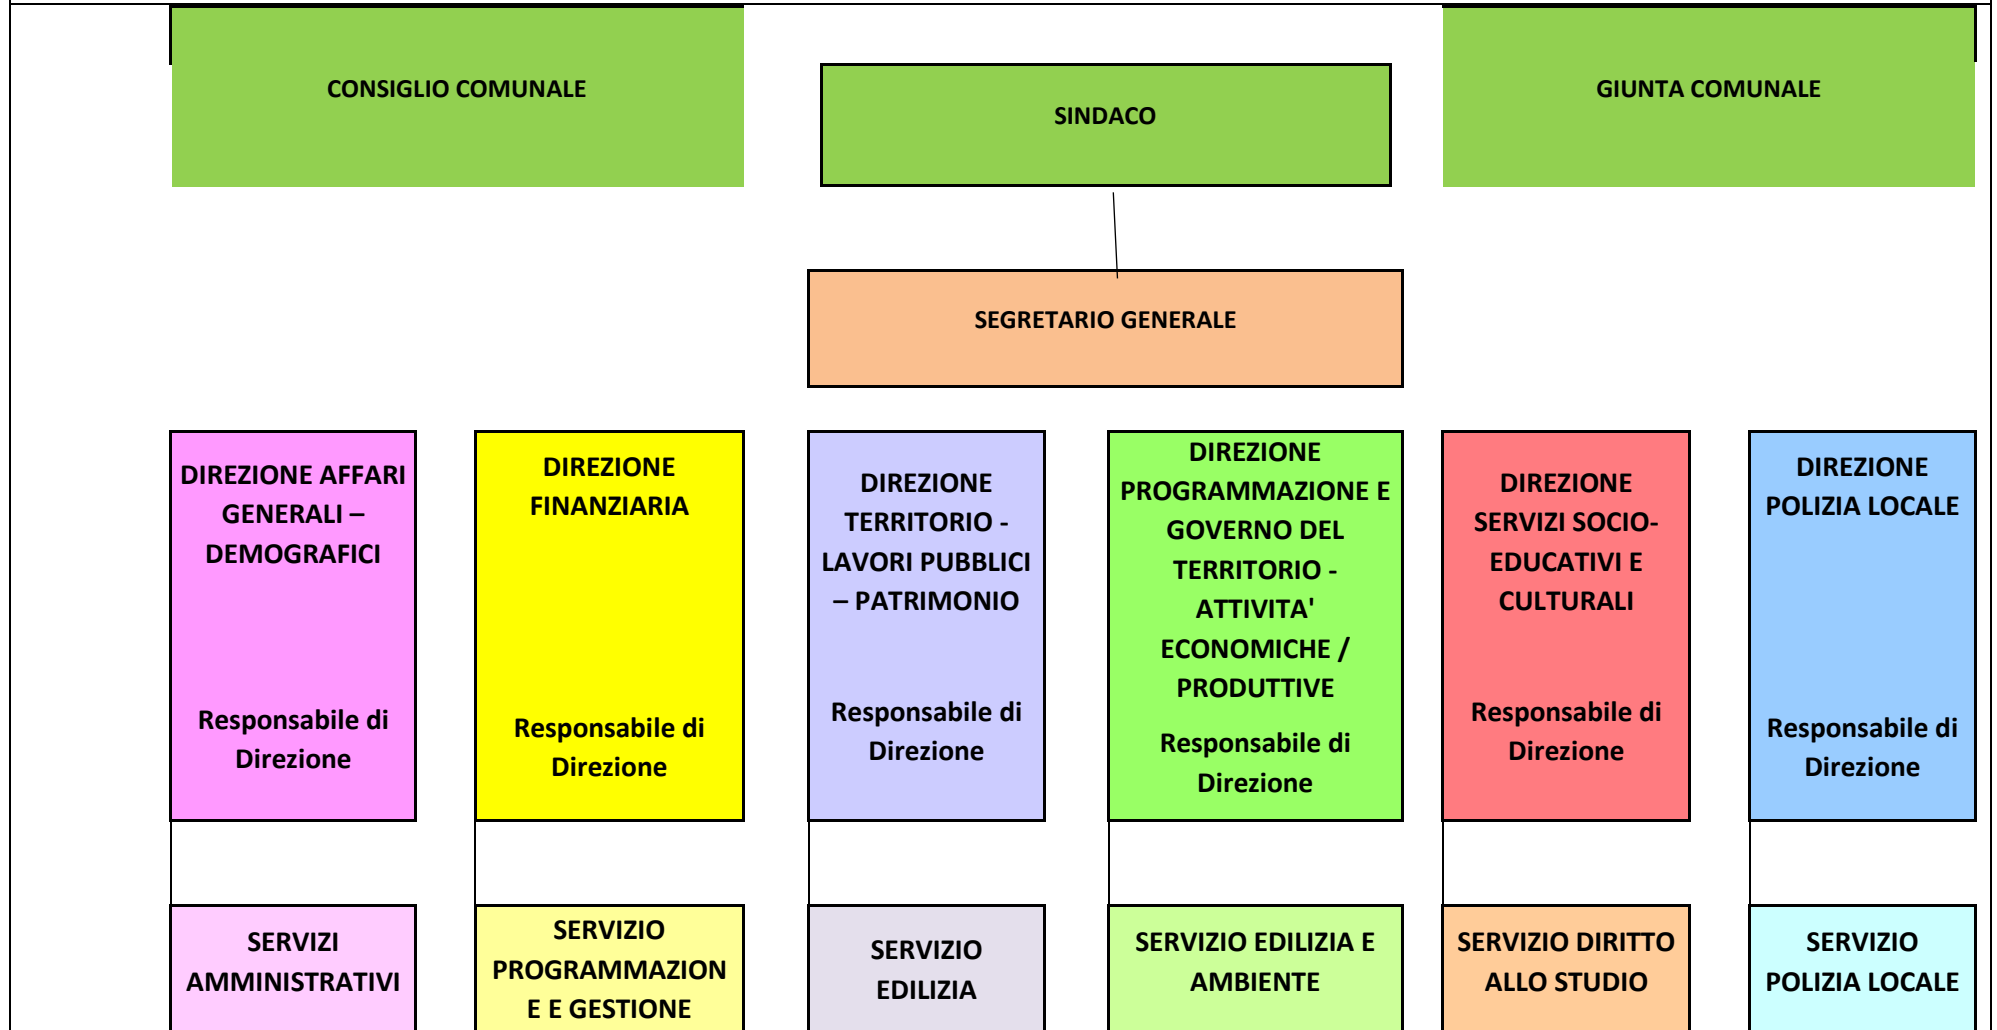 CONSIGLIO COMUNALE
SINDACO
GIUNTA COMUNALE
SEGRETARIO GENERALE
DIREZIONE AFFARI
GENERALI –
DEMOGRAFICI
Responsabile di
Direzione
DIREZIONE
FINANZIARIA
Responsabile di
Direzione
DIREZIONE
TERRITORIO -
LAVORI PUBBLICI
– PATRIMONIO
Responsabile di
Direzione
DIREZIONE
PROGRAMMAZIONE E
GOVERNO DEL
TERRITORIO -
ATTIVITA'
ECONOMICHE /
PRODUTTIVE
Responsabile di
Direzione
DIREZIONE
SERVIZI SOCIO-
EDUCATIVI E
CULTURALI
Responsabile di
Direzione
DIREZIONE
POLIZIA LOCALE
Responsabile di
Direzione
SERVIZI
AMMINISTRATIVI
SERVIZIO
PROGRAMMAZION
E E GESTIONE
SERVIZIO
EDILIZIA
SERVIZIO EDILIZIA E
AMBIENTE
SERVIZIO DIRITTO
ALLO STUDIO
SERVIZIO
POLIZIA LOCALE